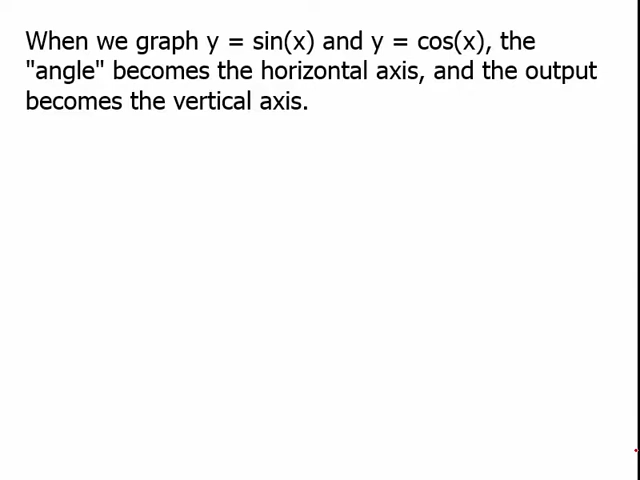 When we graph y = sin(x) and y = cos(x), the
"angle" becomes the horizontal axis, and the output
becomes the vertical axis.